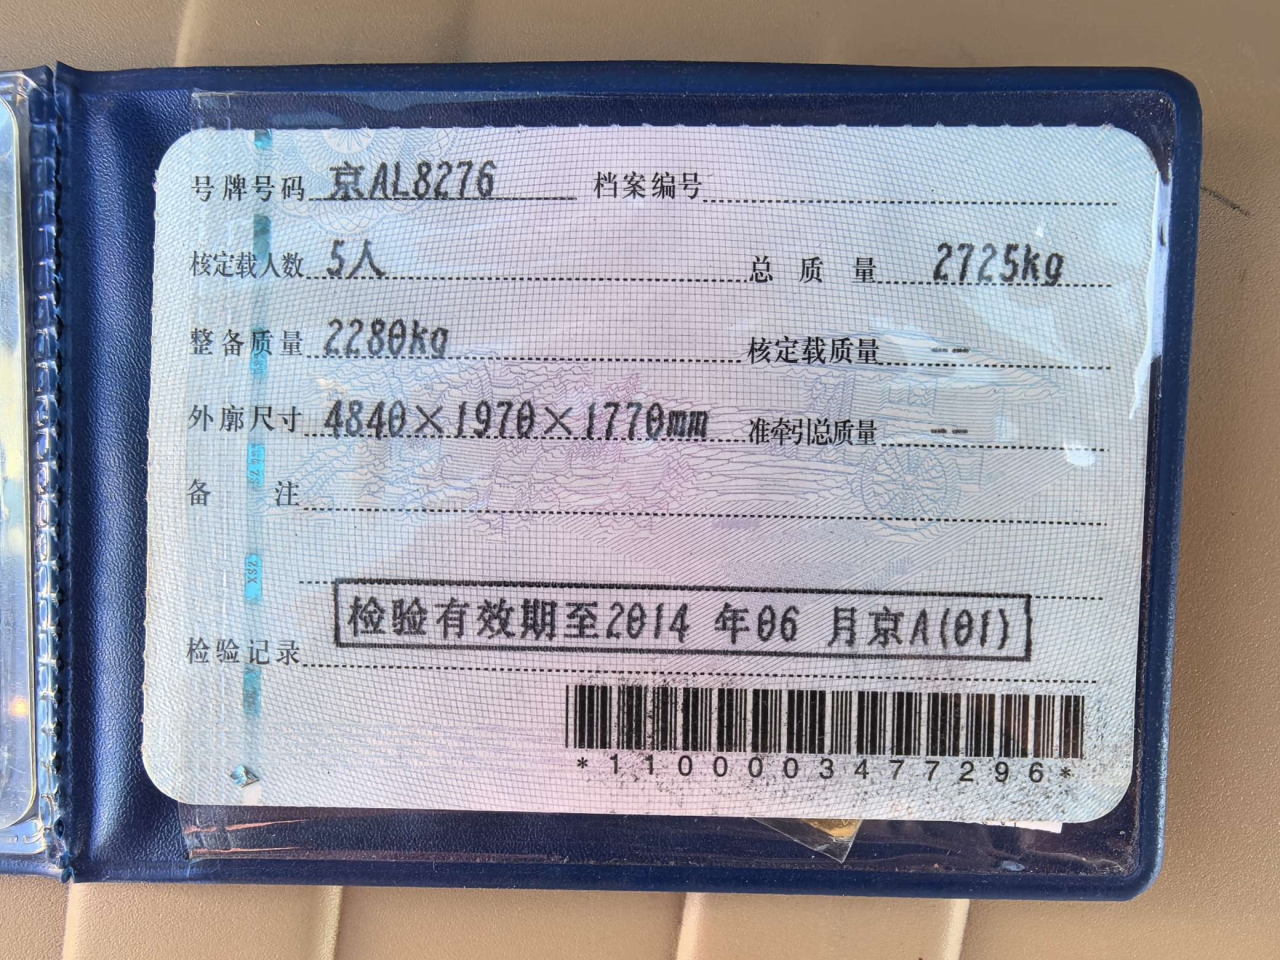 号牌号码 京AL8276 档案编号
核定载人数 5人 总质量 2725kg
整备质量 2280kg 核定载质量 --
外廓尺寸 4840×1970×1770mm 准牵引总质量 --
备注
检验有效期至2014 年06 月京A(01)
检验记录
*1100003477296*